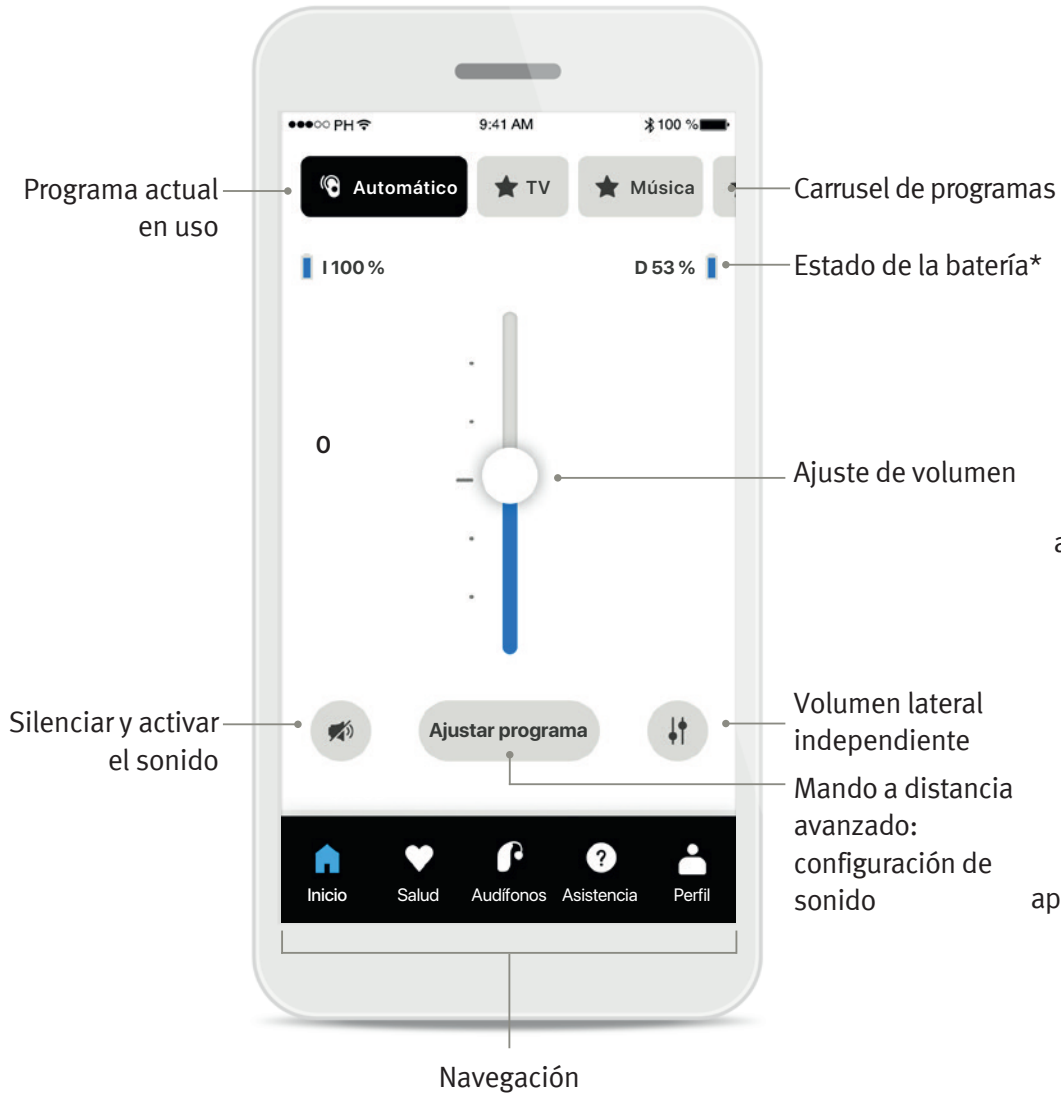 PH 9:41 AM 100 %
Programa actual
en uso
Automático TV Música
Carrusel de programas
I 100 % D 53 %
Estado de la batería*
0
Ajuste de volumen
a
Silenciar y activar
el sonido
Ajustar programa
Volumen lateral
independiente
Mando a distancia
avanzado:
configuración de
sonido
ap
Inicio Salud Audífonos Asistencia Perfil
Navegación